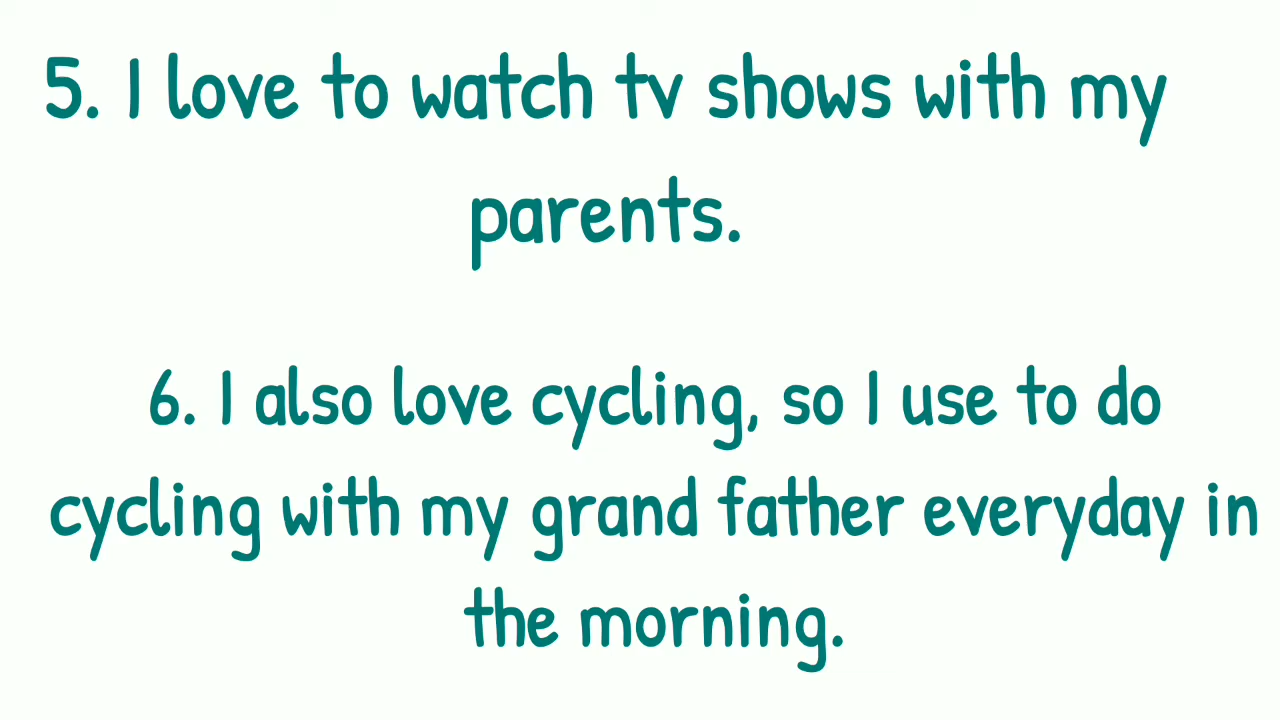 5. I love to watch tv shows with my
parents.
6. I also love cycling, so I use to do
cycling with my grand father everyday in
the morning.